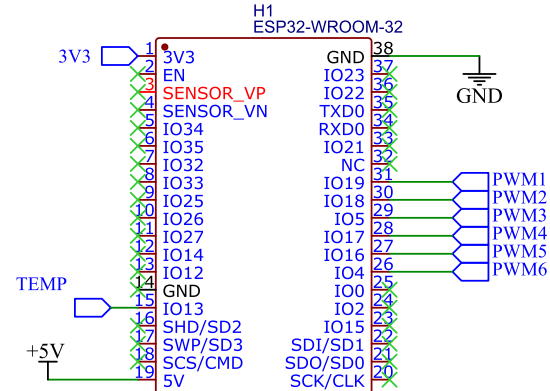 H1
ESP32-WROOM-32
3V3 1 3V3 GND 38
GND
2 EN IO23 37
3 SENSOR_VP IO22 36
4 SENSOR_VN TXD0 35
5 IO34 RXD0 34
6 IO35 IO21 33
7 IO32 NC 32
8 IO33 IO19 31 PWM1
9 IO25 IO18 30 PWM2
10 IO26 IO5 29 PWM3
11 IO27 IO17 28 PWM4
12 IO14 IO16 27 PWM5
13 IO12 IO4 26 PWM6
14 GND IO0 25
TEMP 15 IO13 IO2 24
16 SHD/SD2 IO15 23
17 SWP/SD3 SDI/SD1 22
18 SCS/CMD SDO/SD0 21
+5V 19 5V SCK/CLK 20